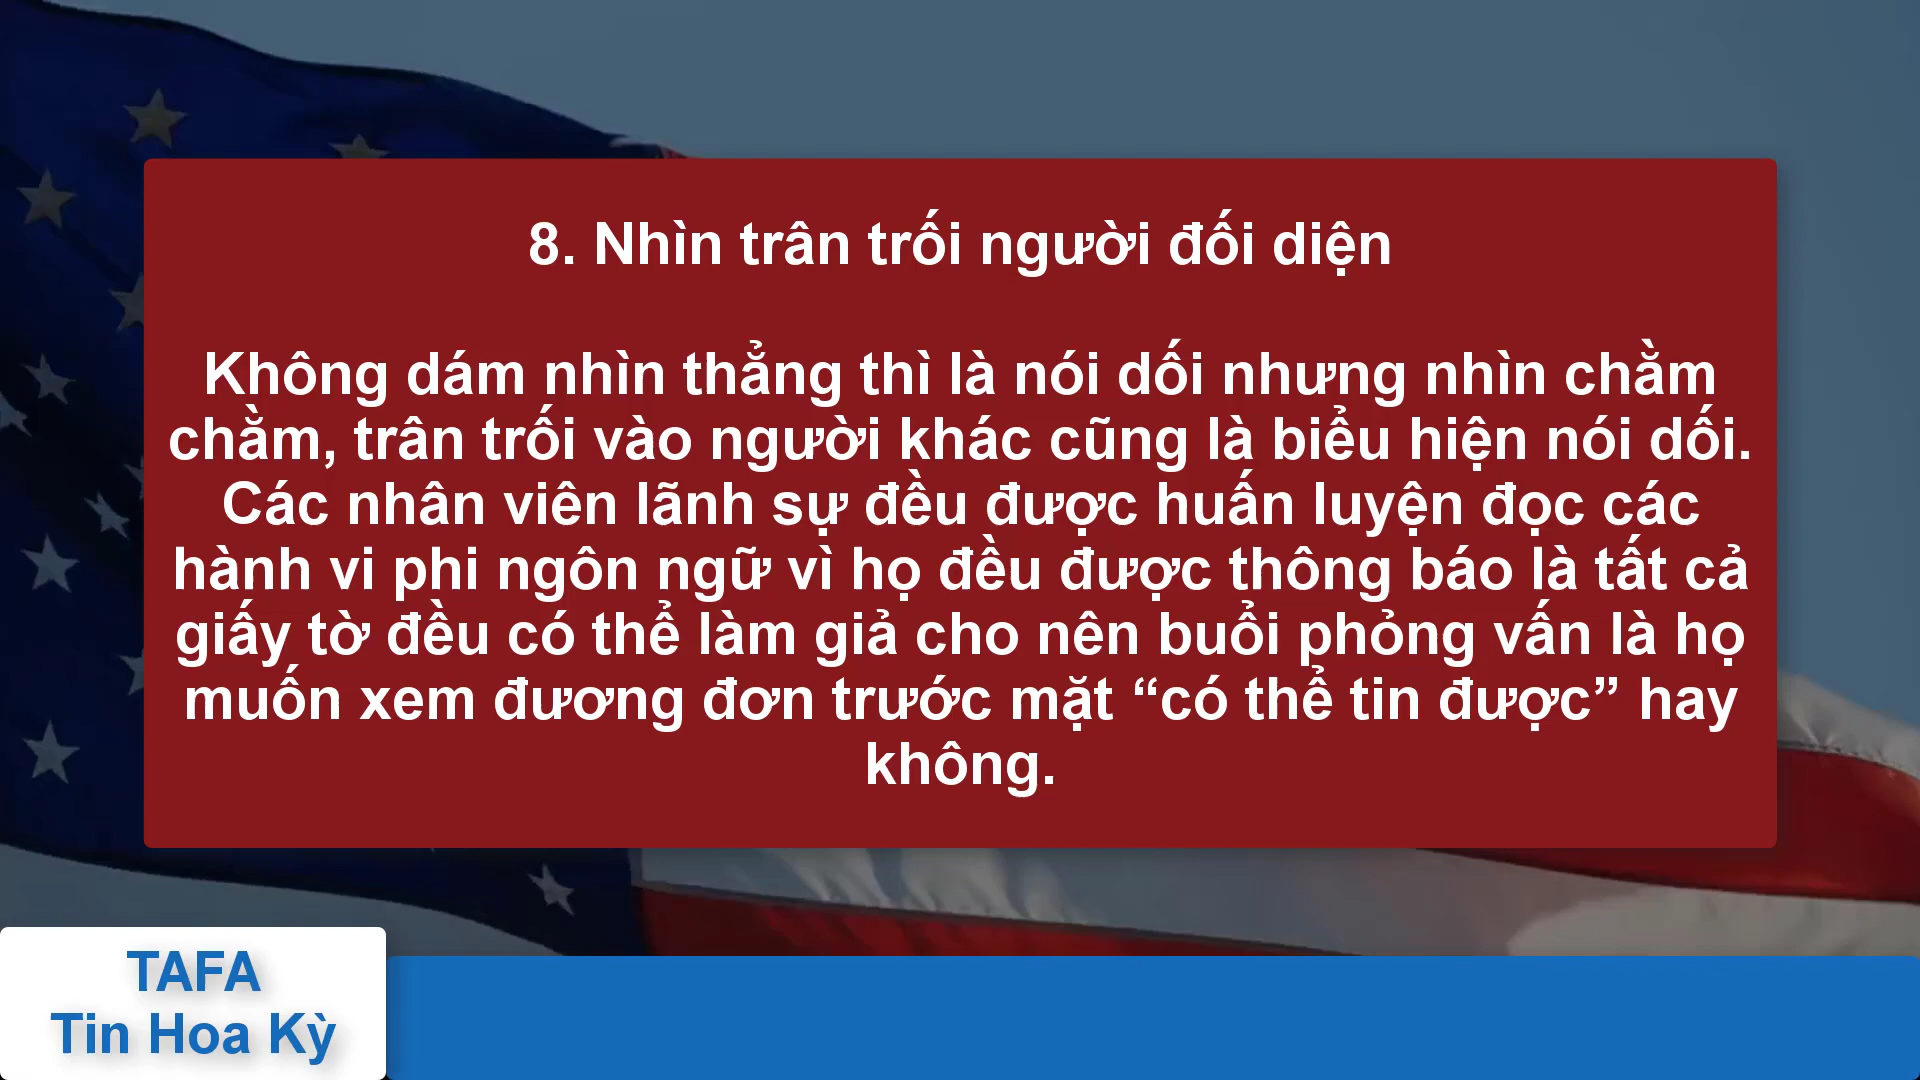 8. Nhìn trân trối người đối diện
Không dám nhìn thẳng thì là nói dối nhưng nhìn chằm
chằm, trân trối vào người khác cũng là biểu hiện nói dối.
Các nhân viên lãnh sự đều được huấn luyện đọc các
hành vi phi ngôn ngữ vì họ đều được thông báo là tất cả
giấy tờ đều có thể làm giả cho nên buổi phỏng vấn là họ
muốn xem đương đơn trước mặt “có thể tin được” hay
không.
TAFA
Tin Hoa Kỳ